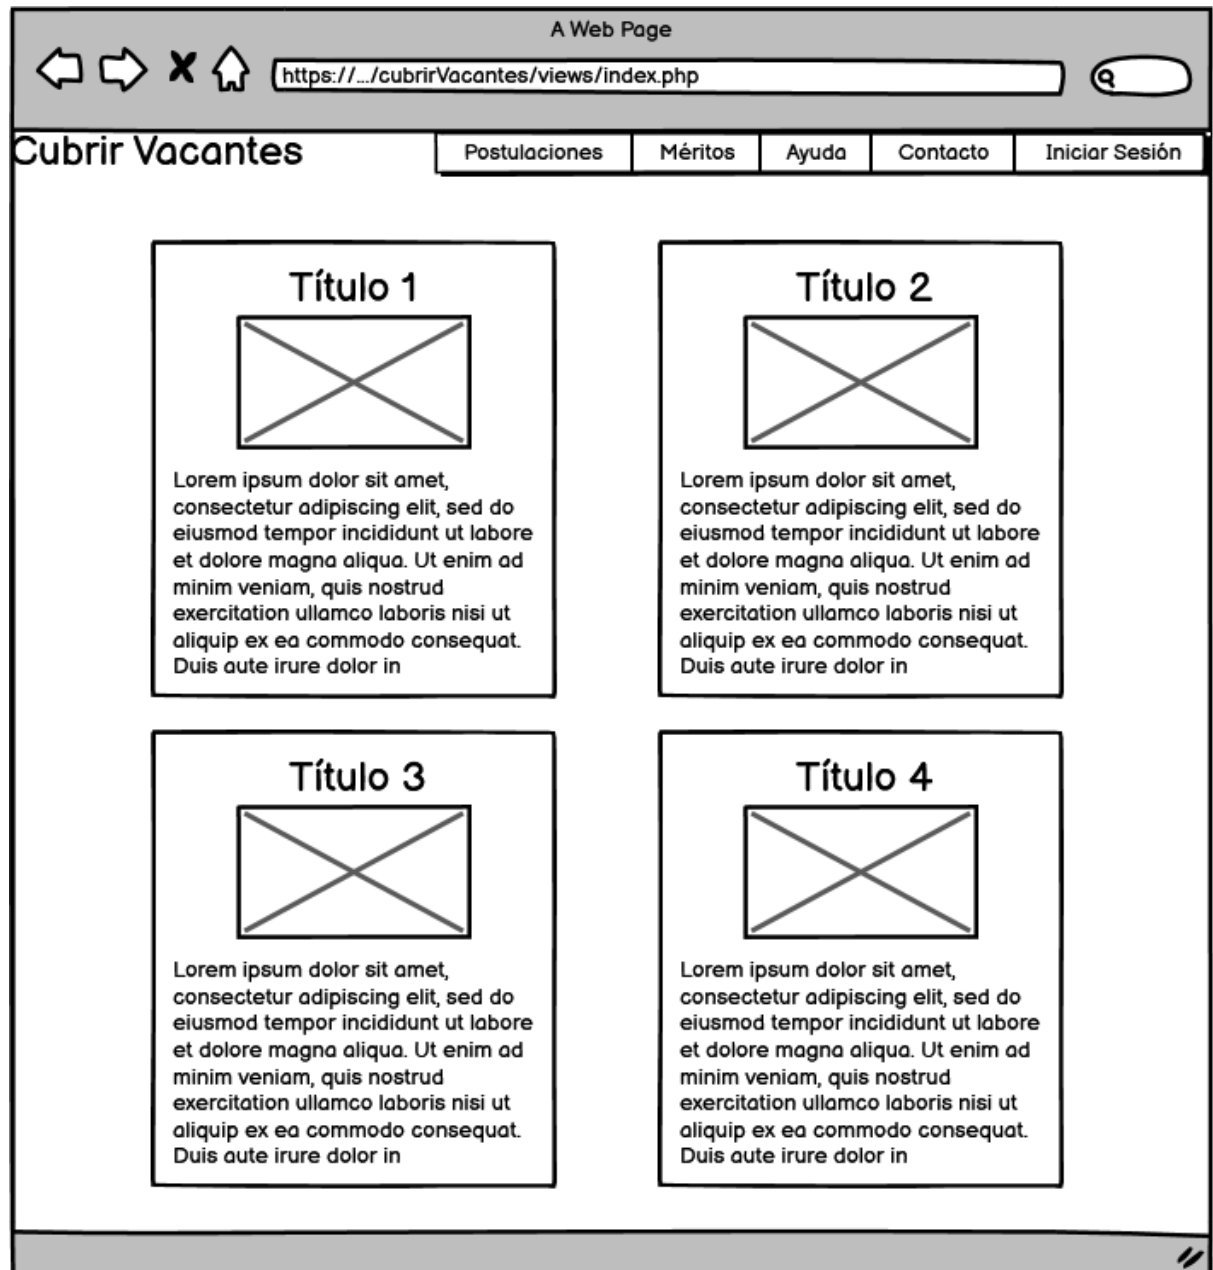 A Web Page
https://.../cubrirVacantes/views/index.php
Cubrir Vacantes
Postulaciones
Méritos
Ayuda
Contacto
Iniciar Sesión
Título 1
Lorem ipsum dolor sit amet,
consectetur adipiscing elit, sed do
eiusmod tempor incididunt ut labore
et dolore magna aliqua. Ut enim ad
minim veniam, quis nostrud
exercitation ullamco laboris nisi ut
aliquip ex ea commodo consequat.
Duis aute irure dolor in
Título 2
Lorem ipsum dolor sit amet,
consectetur adipiscing elit, sed do
eiusmod tempor incididunt ut labore
et dolore magna aliqua. Ut enim ad
minim veniam, quis nostrud
exercitation ullamco laboris nisi ut
aliquip ex ea commodo consequat.
Duis aute irure dolor in
Título 3
Lorem ipsum dolor sit amet,
consectetur adipiscing elit, sed do
eiusmod tempor incididunt ut labore
et dolore magna aliqua. Ut enim ad
minim veniam, quis nostrud
exercitation ullamco laboris nisi ut
aliquip ex ea commodo consequat.
Duis aute irure dolor in
Título 4
Lorem ipsum dolor sit amet,
consectetur adipiscing elit, sed do
eiusmod tempor incididunt ut labore
et dolore magna aliqua. Ut enim ad
minim veniam, quis nostrud
exercitation ullamco laboris nisi ut
aliquip ex ea commodo consequat.
Duis aute irure dolor in